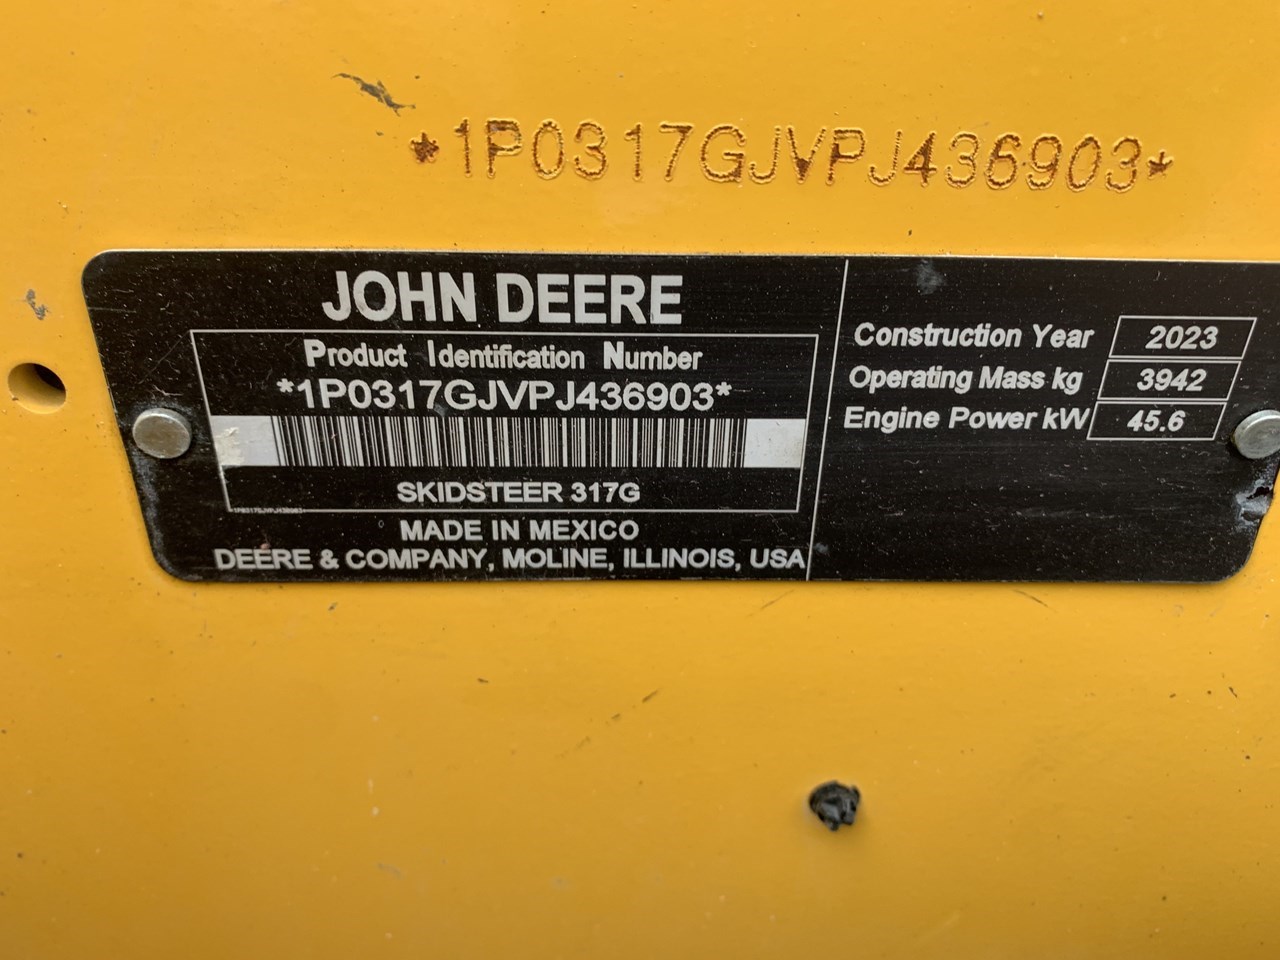 *1P0317GJVPJ436903*
JOHN DEERE
Product Identification Number
*1P0317GJVPJ436903*
SKIDSTEER 317G
1P0317GJVPJ436903
MADE IN MEXICO
DEERE & COMPANY, MOLINE, ILLINOIS, USA
Construction Year 2023
Operating Mass kg 3942
Engine Power kW 45.6